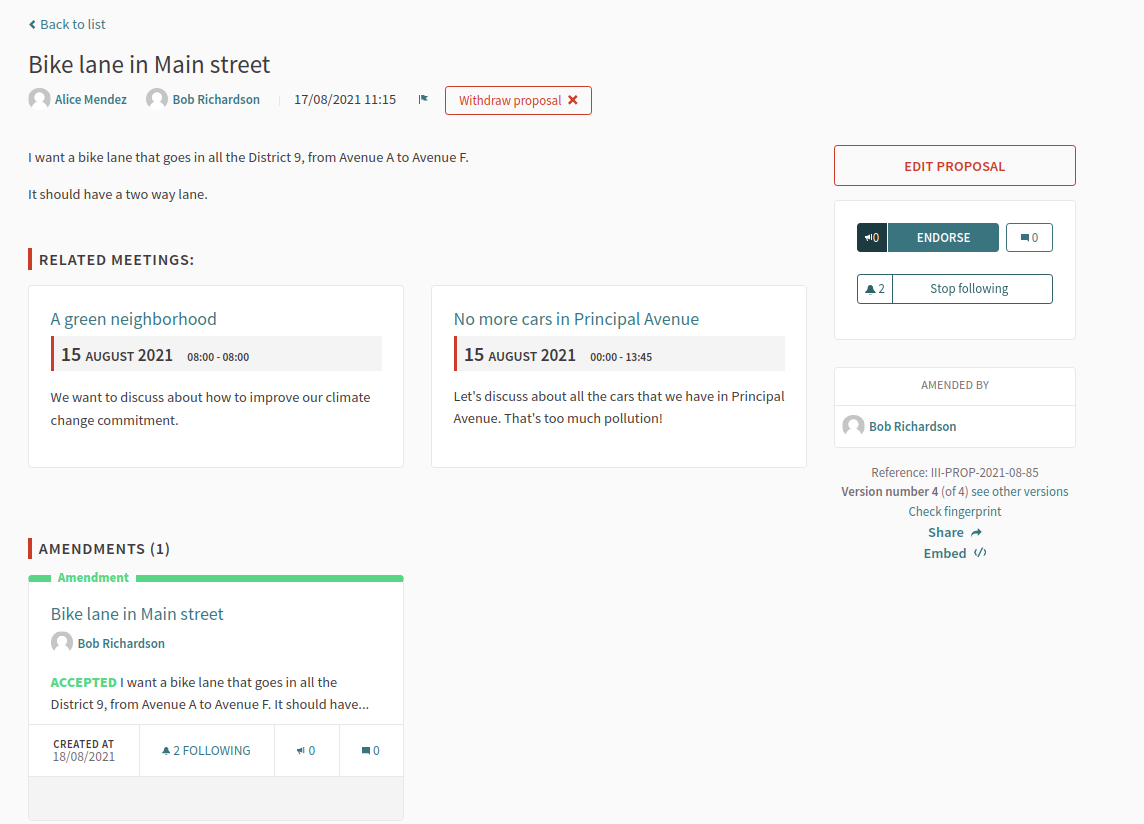 Back to list
Bike lane in Main street
Alice Mendez Bob Richardson 17/08/2021 11:15 Withdraw proposal
I want a bike lane that goes in all the District 9, from Avenue A to Avenue F.
It should have a two way lane.
RELATED MEETINGS:
A green neighborhood
15 AUGUST 2021 08:00 - 08:00
We want to discuss about how to improve our climate
change commitment.
No more cars in Principal Avenue
15 AUGUST 2021 00:00 - 13:45
Let's discuss about all the cars that we have in Principal
Avenue. That's too much pollution!
AMENDMENTS (1)
Amendment
Bike lane in Main street
Bob Richardson
ACCEPTED I want a bike lane that goes in all the
District 9, from Avenue A to Avenue F. It should have...
CREATED AT
18/08/2021
2 FOLLOWING
0
0
EDIT PROPOSAL
0 ENDORSE 0
2 Stop following
AMENDED BY
Bob Richardson
Reference: III-PROP-2021-08-85
Version number 4 (of 4) see other versions
Check fingerprint
Share
Embed